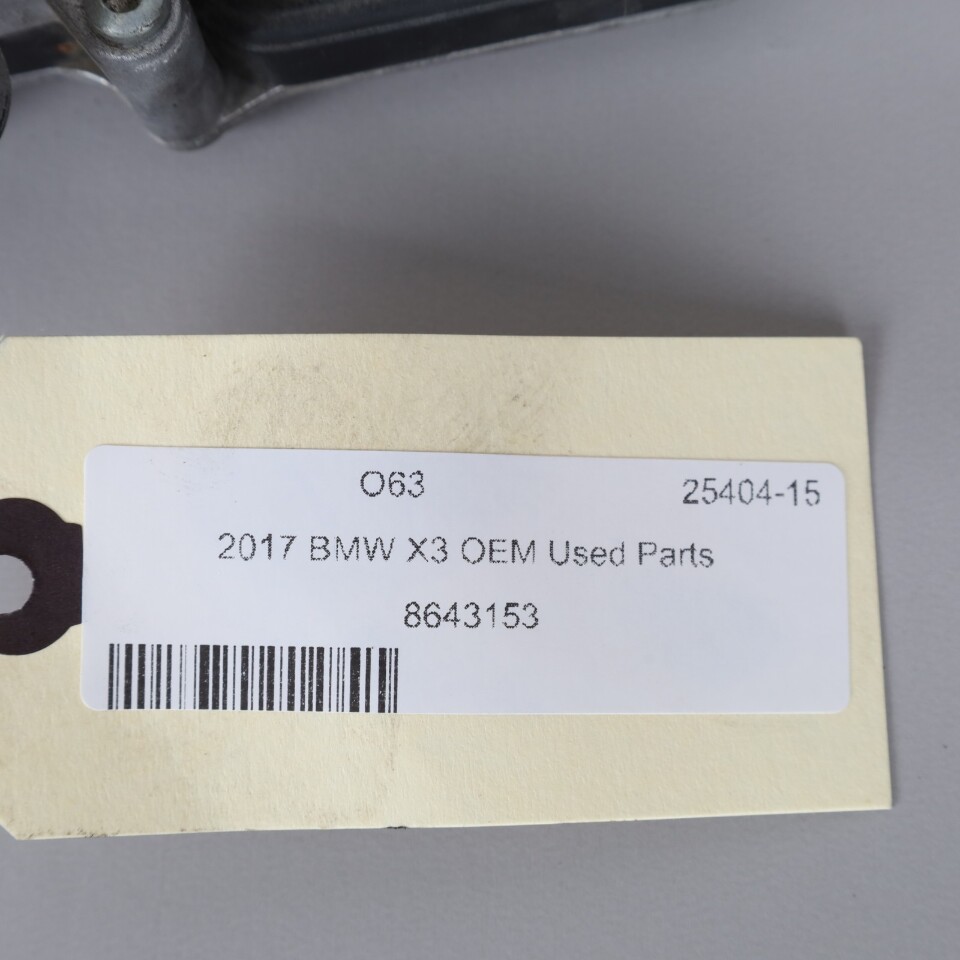 O63 25404-15
2017 BMW X3 OEM Used Parts
8643153